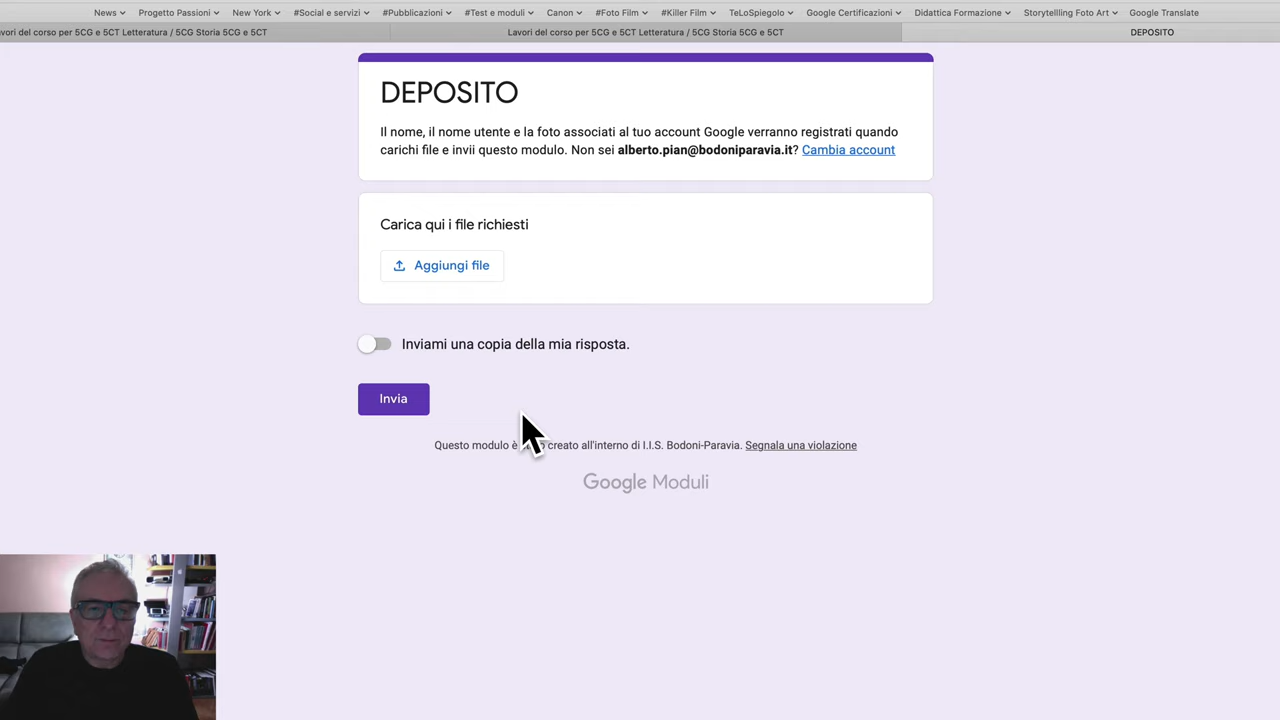 News Progetto Passioni New York #Social e servizi #Pubblicazioni #Test e moduli Canon #Foto Film #Killer Film TeLoSpiegolo Google Certificazioni Didattica Formazione Storytellling Foto Art Google Translate
avori del corso per 5CG e 5CT Letteratura / 5CG Storia 5CG e 5CT Lavori del corso per 5CG e 5CT Letteratura / 5CG Storia 5CG e 5CT DEPOSITO
DEPOSITO
Il nome, il nome utente e la foto associati al tuo account Google verranno registrati quando
carichi file e invii questo modulo. Non sei alberto.pian@bodoniparavia.it? Cambia account
Carica qui i file richiesti
Aggiungi file
Inviami una copia della mia risposta.
Invia
Questo modulo è creato all'interno di I.I.S. Bodoni-Paravia. Segnala una violazione
Google Moduli